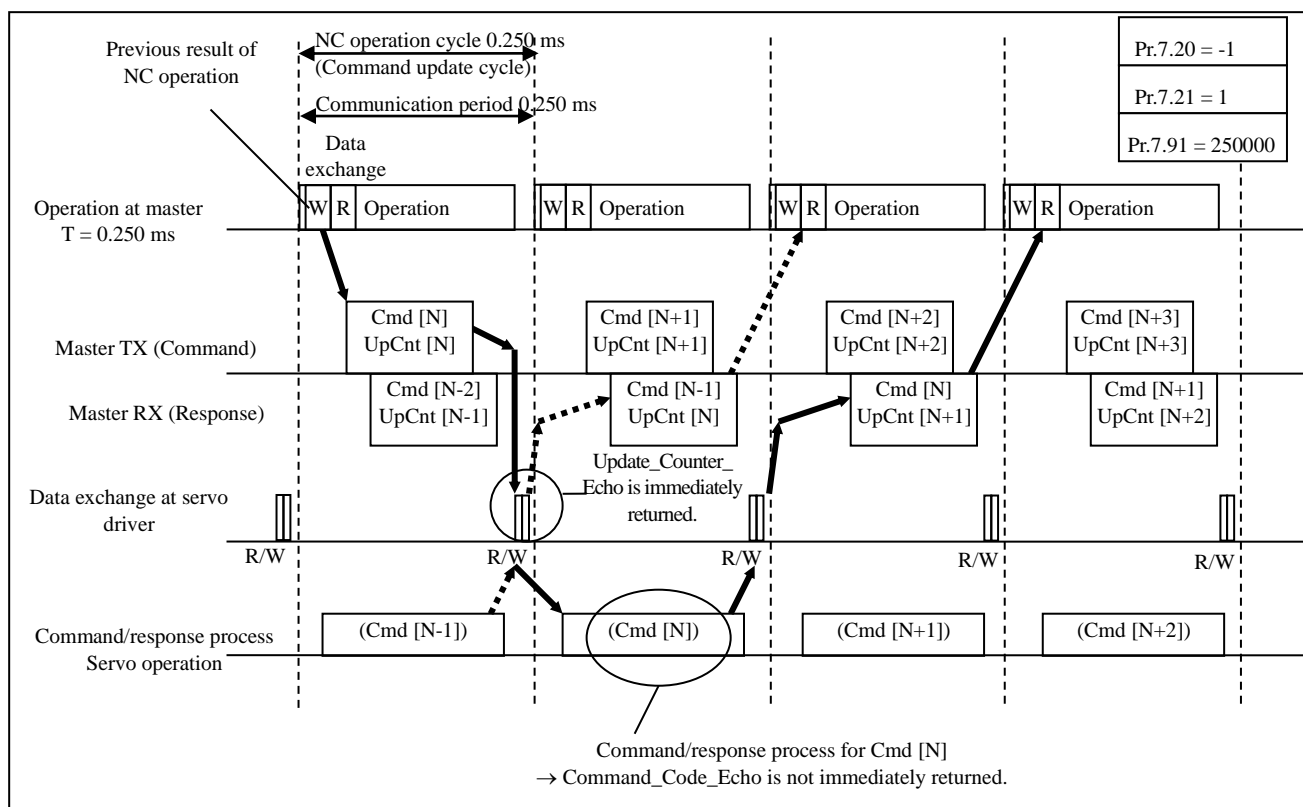 Previous result of
NC operation
NC operation cycle 0.250 ms
(Command update cycle)
Communication period 0.250 ms
Pr.7.20 = -1
Pr.7.21 = 1
Pr.7.91 = 250000
Data
exchange
Operation at master
T = 0.250 ms
W R Operation
W R Operation
W R Operation
W R Operation
Master TX (Command)
Cmd [N]
UpCnt [N]
Cmd [N+1]
UpCnt [N+1]
Cmd [N+2]
UpCnt [N+2]
Cmd [N+3]
UpCnt [N+3]
Master RX (Response)
Cmd [N-2]
UpCnt [N-1]
Cmd [N-1]
UpCnt [N]
Cmd [N]
UpCnt [N+1]
Cmd [N+1]
UpCnt [N+2]
Update_Counter_
Echo is immediately
returned.
Data exchange at servo
driver
R/W
R/W
R/W
R/W
R/W
Command/response process
Servo operation
(Cmd [N-1])
(Cmd [N])
(Cmd [N+1])
(Cmd [N+2])
Command/response process for Cmd [N]
→ Command_Code_Echo is not immediately returned.